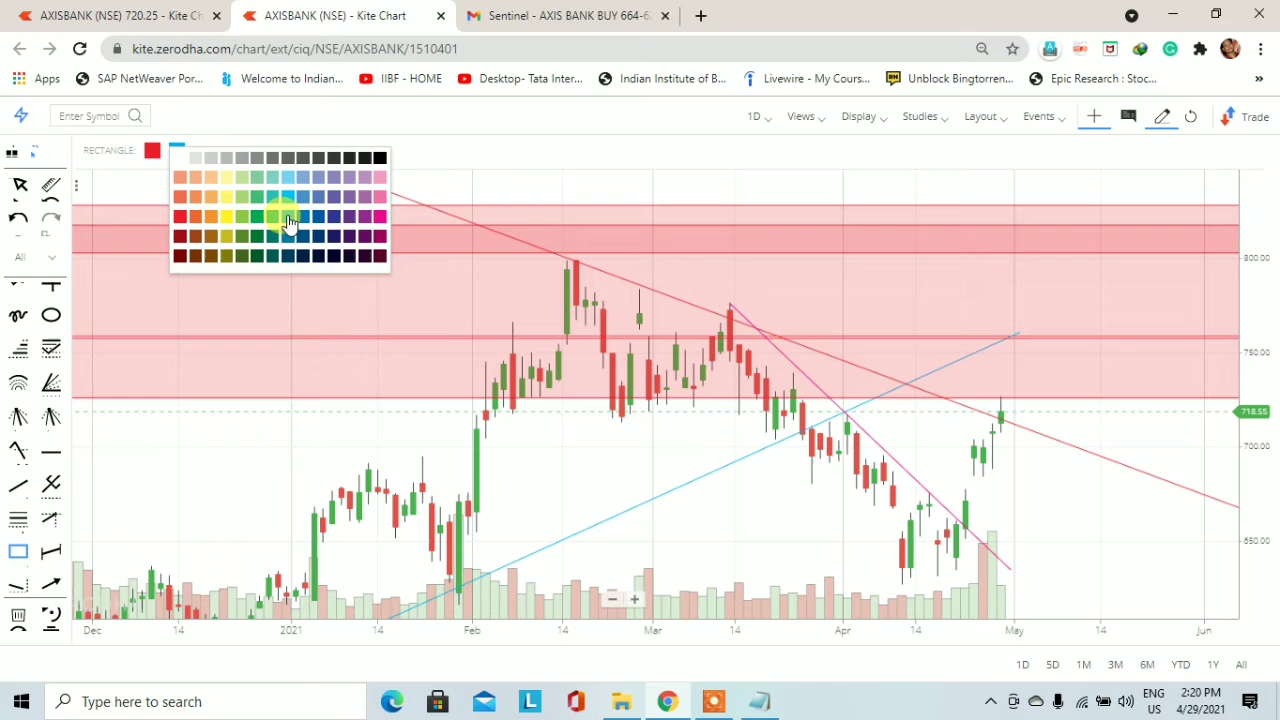 AXISBANK (NSE) 720.25 - Kite Ch
AXISBANK (NSE) - Kite Chart
Sentinel - AXIS BANK BUY 664-6
kite.zerodha.com/chart/ext/ciq/NSE/AXISBANK/1510401
Apps
SAP NetWeaver Por...
Welcome to Indian...
IIBF - HOME
Desktop- Tata Inter...
Indian Institute of B...
Livewire - My Cours...
Unblock Bingtorren...
Epic Research : Stoc...
»
Enter Symbol
1D
Views
Display
Studies
Layout
Events
Trade
RECTANGLE:
All
800.00
750.00
718.55
700.00
650.00
Dec
14
2021
14
Feb
14
Mar
14
Apr
14
May
14
Jun
1D
5D
1M
3M
6M
YTD
1Y
All
Type here to search
ENG
US
2:20 PM
4/29/2021